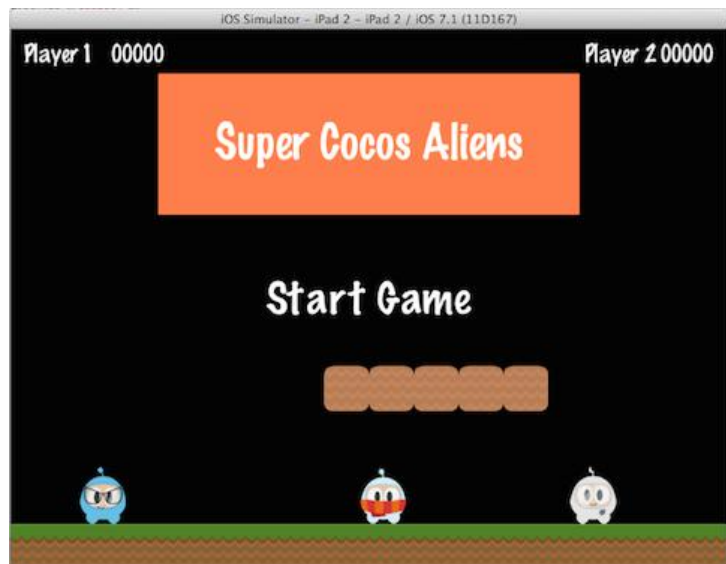 iOS Simulator – iPad 2 – iPad 2 / iOS 7.1 (11D167)
Player 1 00000
Player 2 00000
Super Cocos Aliens
Start Game